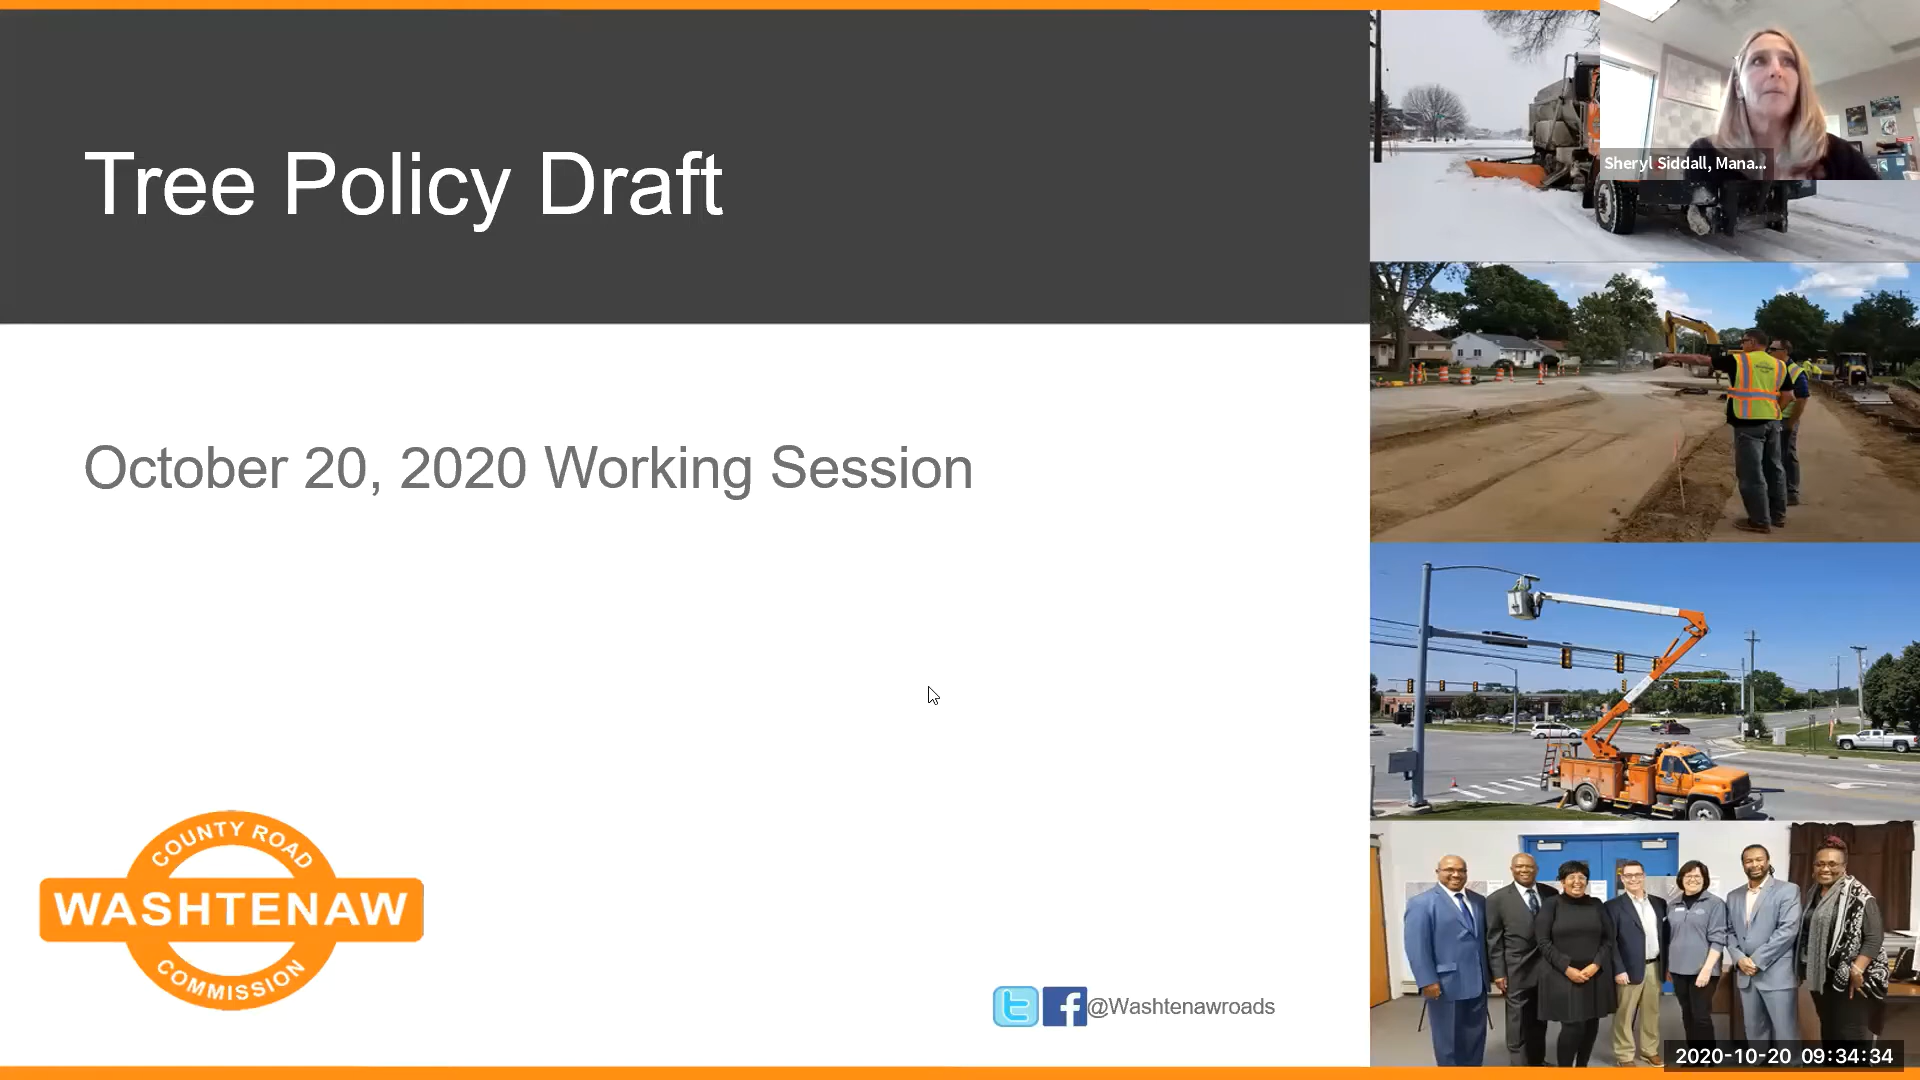 Tree Policy Draft
Sheryl Siddall, Mana...
October 20, 2020 Working Session
COUNTY ROAD
WASHTENAW
COMMISSION
@Washtenawroads
2020-10-20 09:34:34